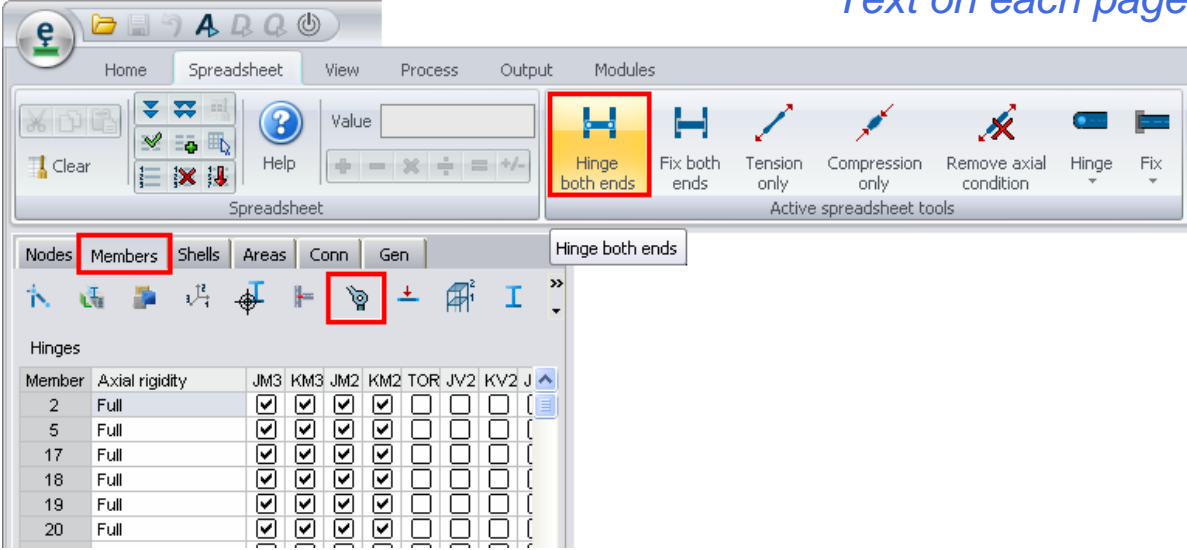 Text on each page
Home Spreadsheet View Process Output Modules
Value
Clear
Help
Hinge both ends
Fix both ends
Tension only
Compression only
Remove axial condition
Hinge
Fix
Spreadsheet
Active spreadsheet tools
Nodes Members Shells Areas Conn Gen
Hinge both ends
Hinges
Member Axial rigidity JM3 KM3 JM2 KM2 TOR JV2 KV2 J
2 Full
5 Full
17 Full
18 Full
19 Full
20 Full